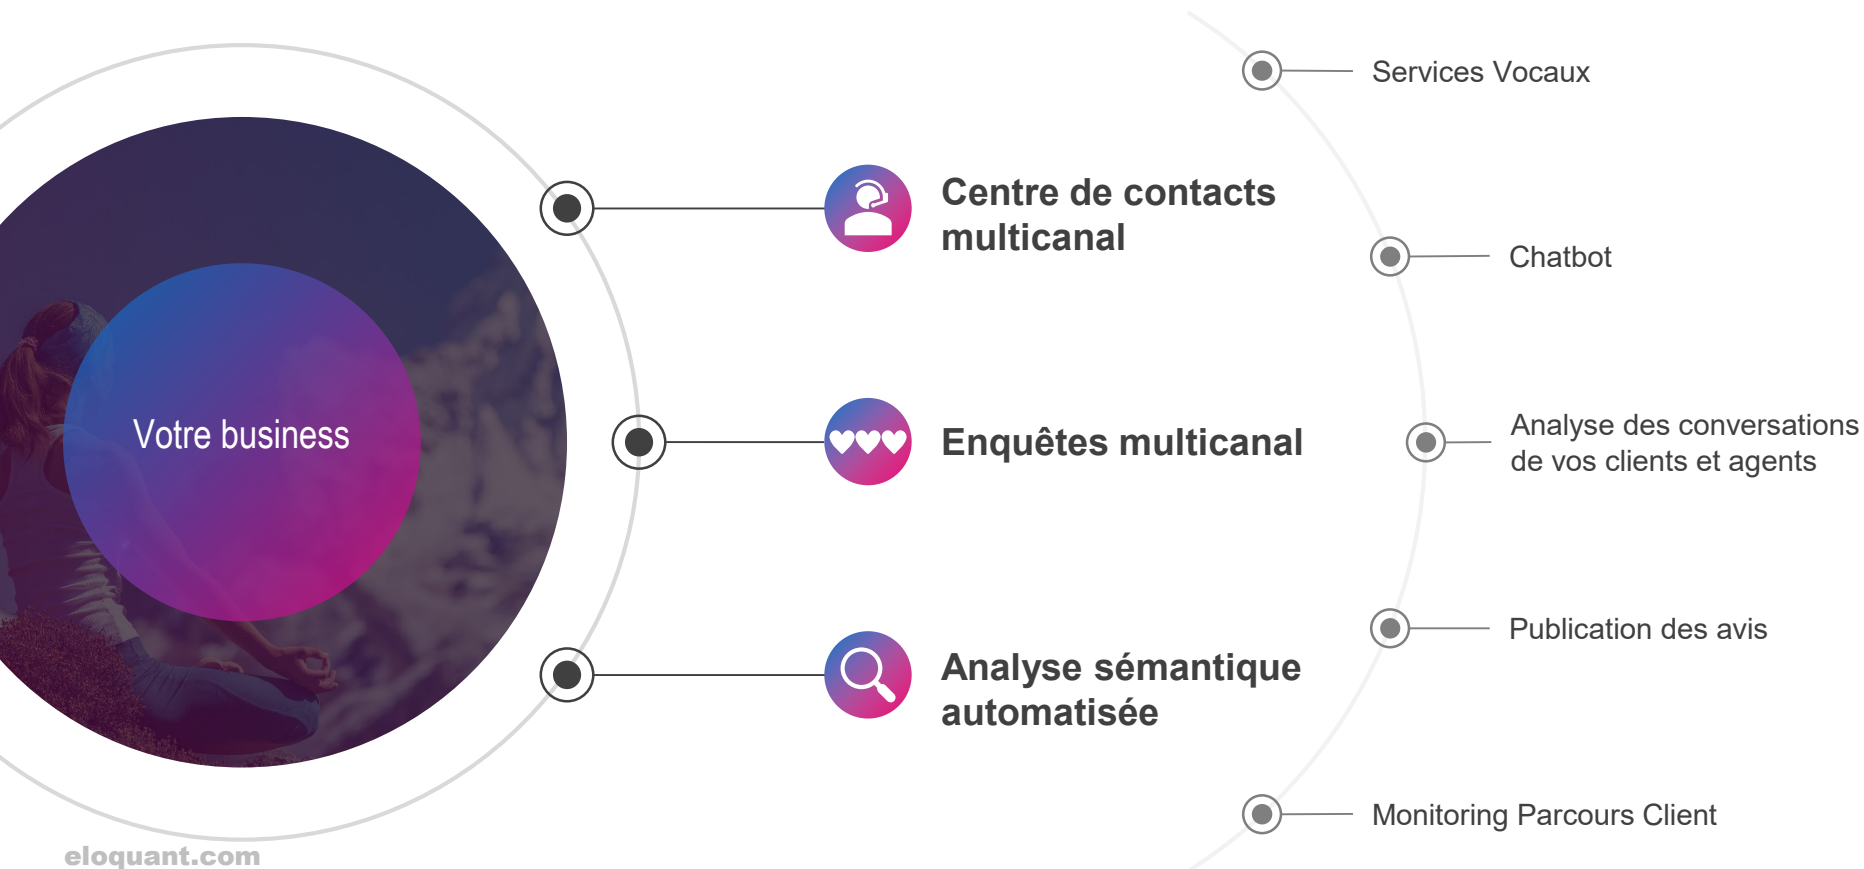 Services Vocaux
Centre de contacts
multicanal
Chatbot
Votre business
Enquêtes multicanal
Analyse des conversations
de vos clients et agents
Publication des avis
Analyse sémantique
automatisée
Monitoring Parcours Client
eloquant.com